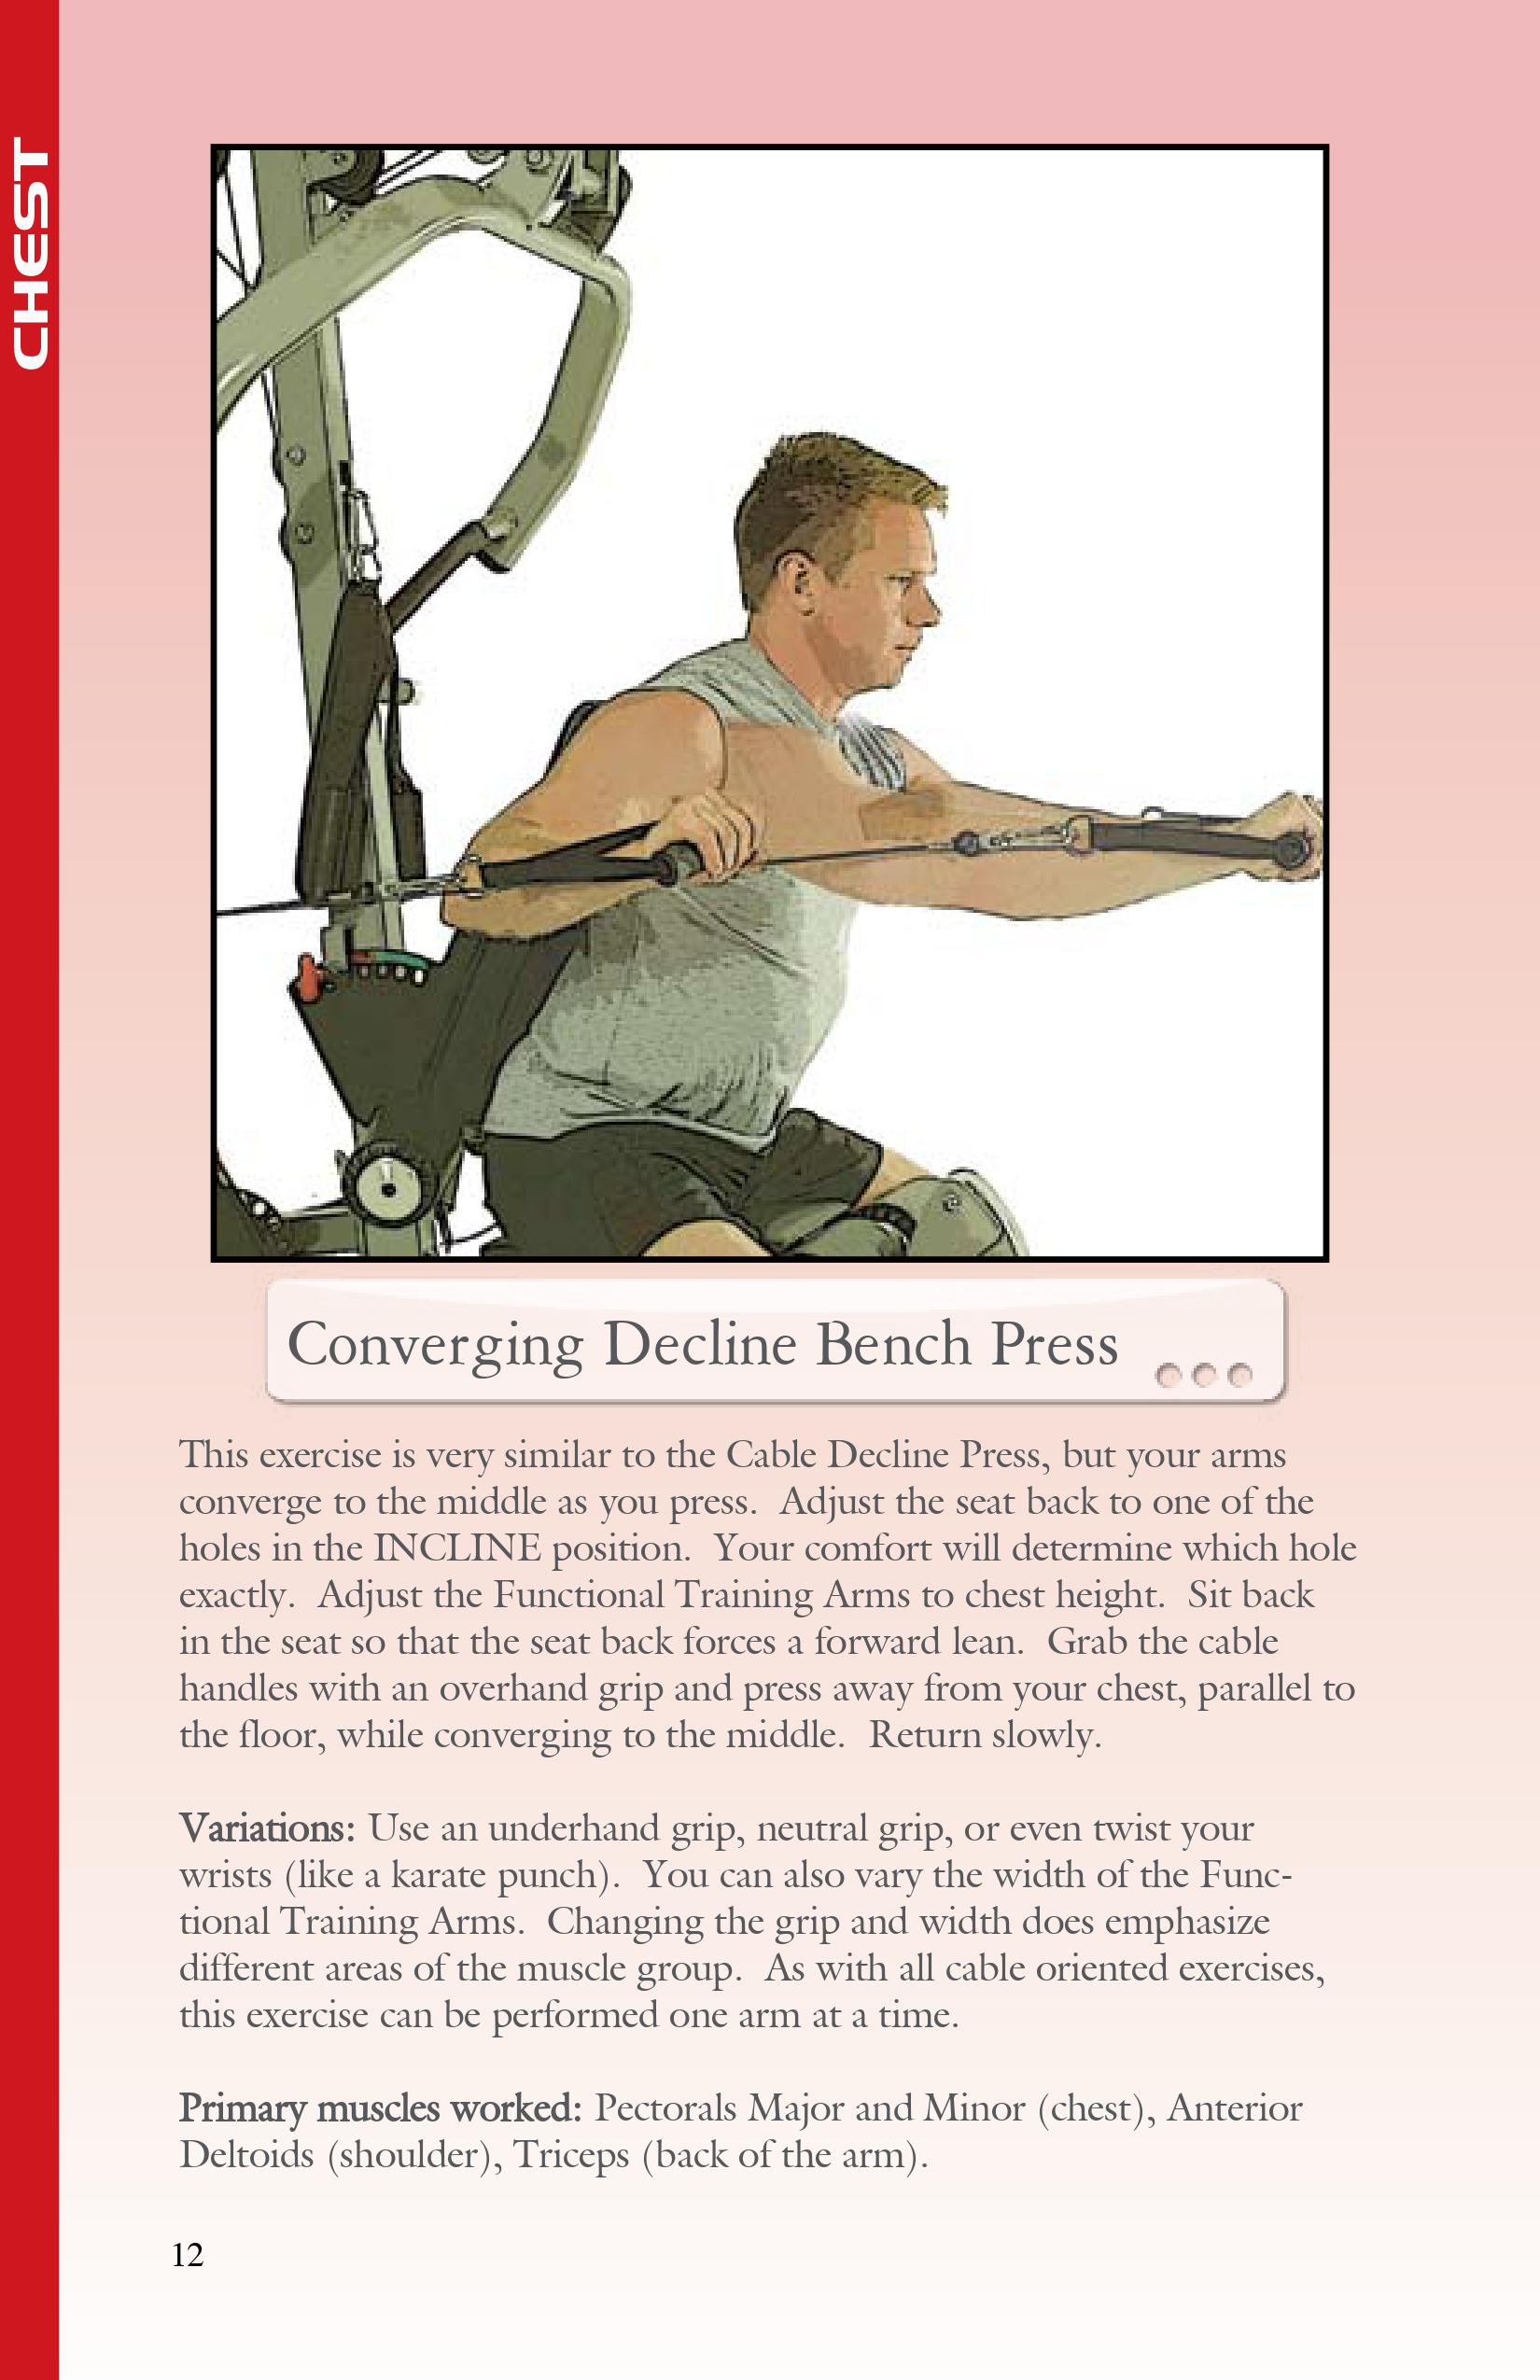 CHEST
Converging Decline Bench Press
This exercise is very similar to the Cable Decline Press, but your arms
converge to the middle as you press.  Adjust the seat back to one of the
holes in the INCLINE position.  Your comfort will determine which hole
exactly.  Adjust the Functional Training Arms to chest height.  Sit back
in the seat so that the seat back forces a forward lean.  Grab the cable
handles with an overhand grip and press away from your chest, parallel to
the floor, while converging to the middle.  Return slowly.
Variations: Use an underhand grip, neutral grip, or even twist your
wrists (like a karate punch).  You can also vary the width of the Func-
tional Training Arms.  Changing the grip and width does emphasize
different areas of the muscle group.  As with all cable oriented exercises,
this exercise can be performed one arm at a time.
Primary muscles worked: Pectorals Major and Minor (chest), Anterior
Deltoids (shoulder), Triceps (back of the arm).
12